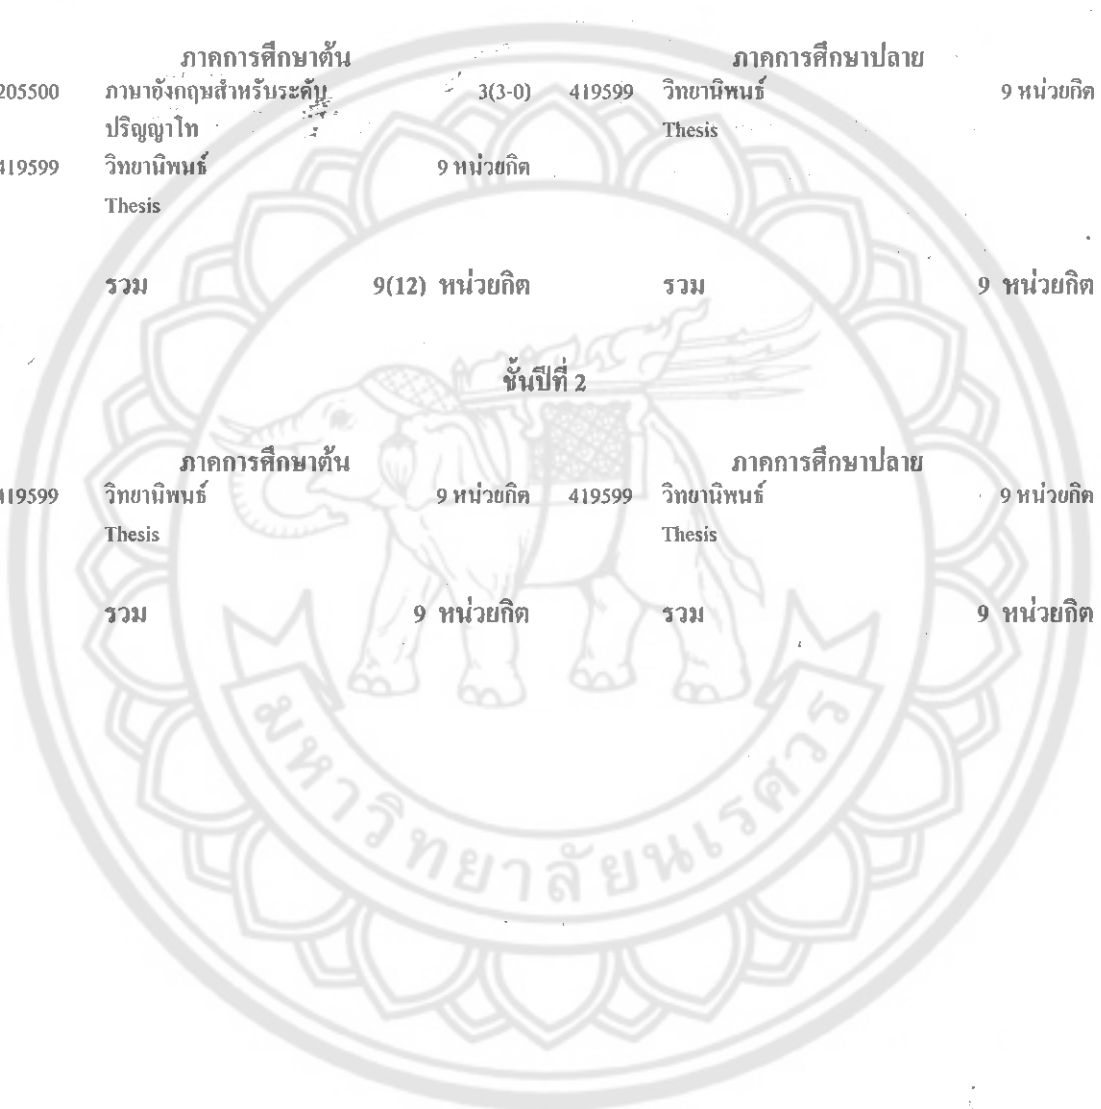 ภาคการศึกษาต้น ภาคการศึกษาปลาย
205500 ภาษาอังกฤษสำหรับระดับ 3(3-0) 419599 วิทยานิพนธ์ 9 หน่วยกิต
ปริญญาโท Thesis
419599 วิทยานิพนธ์ 9 หน่วยกิต
Thesis
รวม 9(12) หน่วยกิต รวม 9 หน่วยกิต
ชั้นปีที่ 2
ภาคการศึกษาต้น ภาคการศึกษาปลาย
419599 วิทยานิพนธ์ 9 หน่วยกิต 419599 วิทยานิพนธ์ 9 หน่วยกิต
Thesis Thesis
รวม 9 หน่วยกิต รวม 9 หน่วยกิต
มหาวิทยาลัยนเรศวร